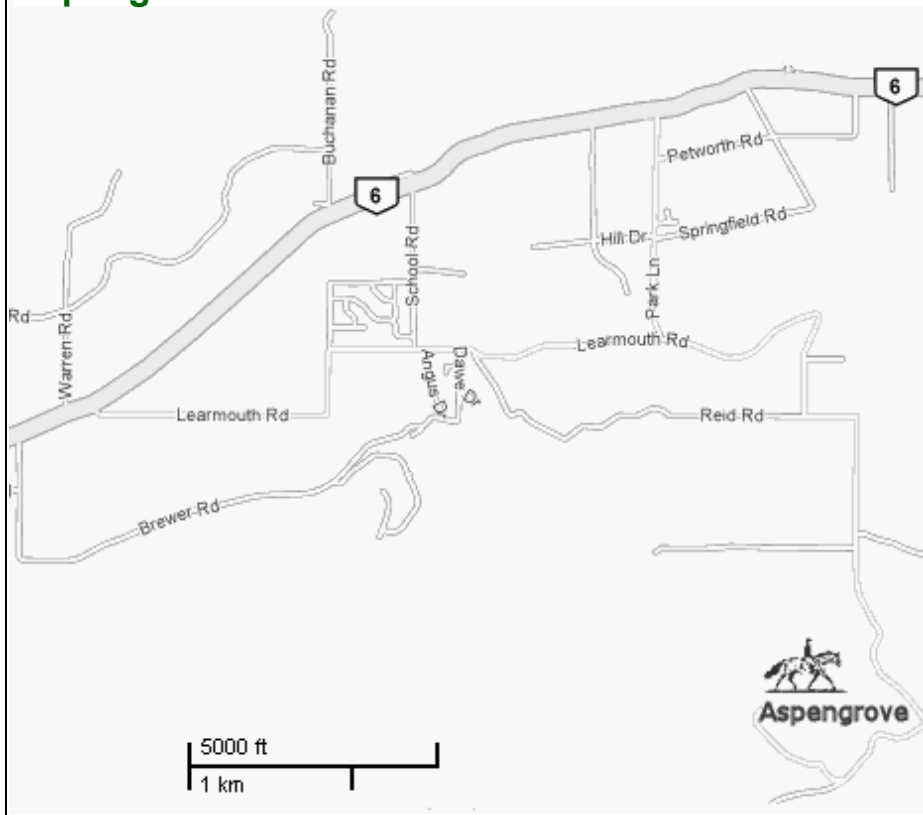 Buchanan Rd
6
6
Petworth Rd
Springfield Rd
Hill Dr
School Rd
Park Ln
Rd
Warren Rd
Learmouth Rd
Angus Dr
Dawe Dr
Learmouth Rd
Reid Rd
Brewer Rd
Aspengrove
5000 ft
1 km